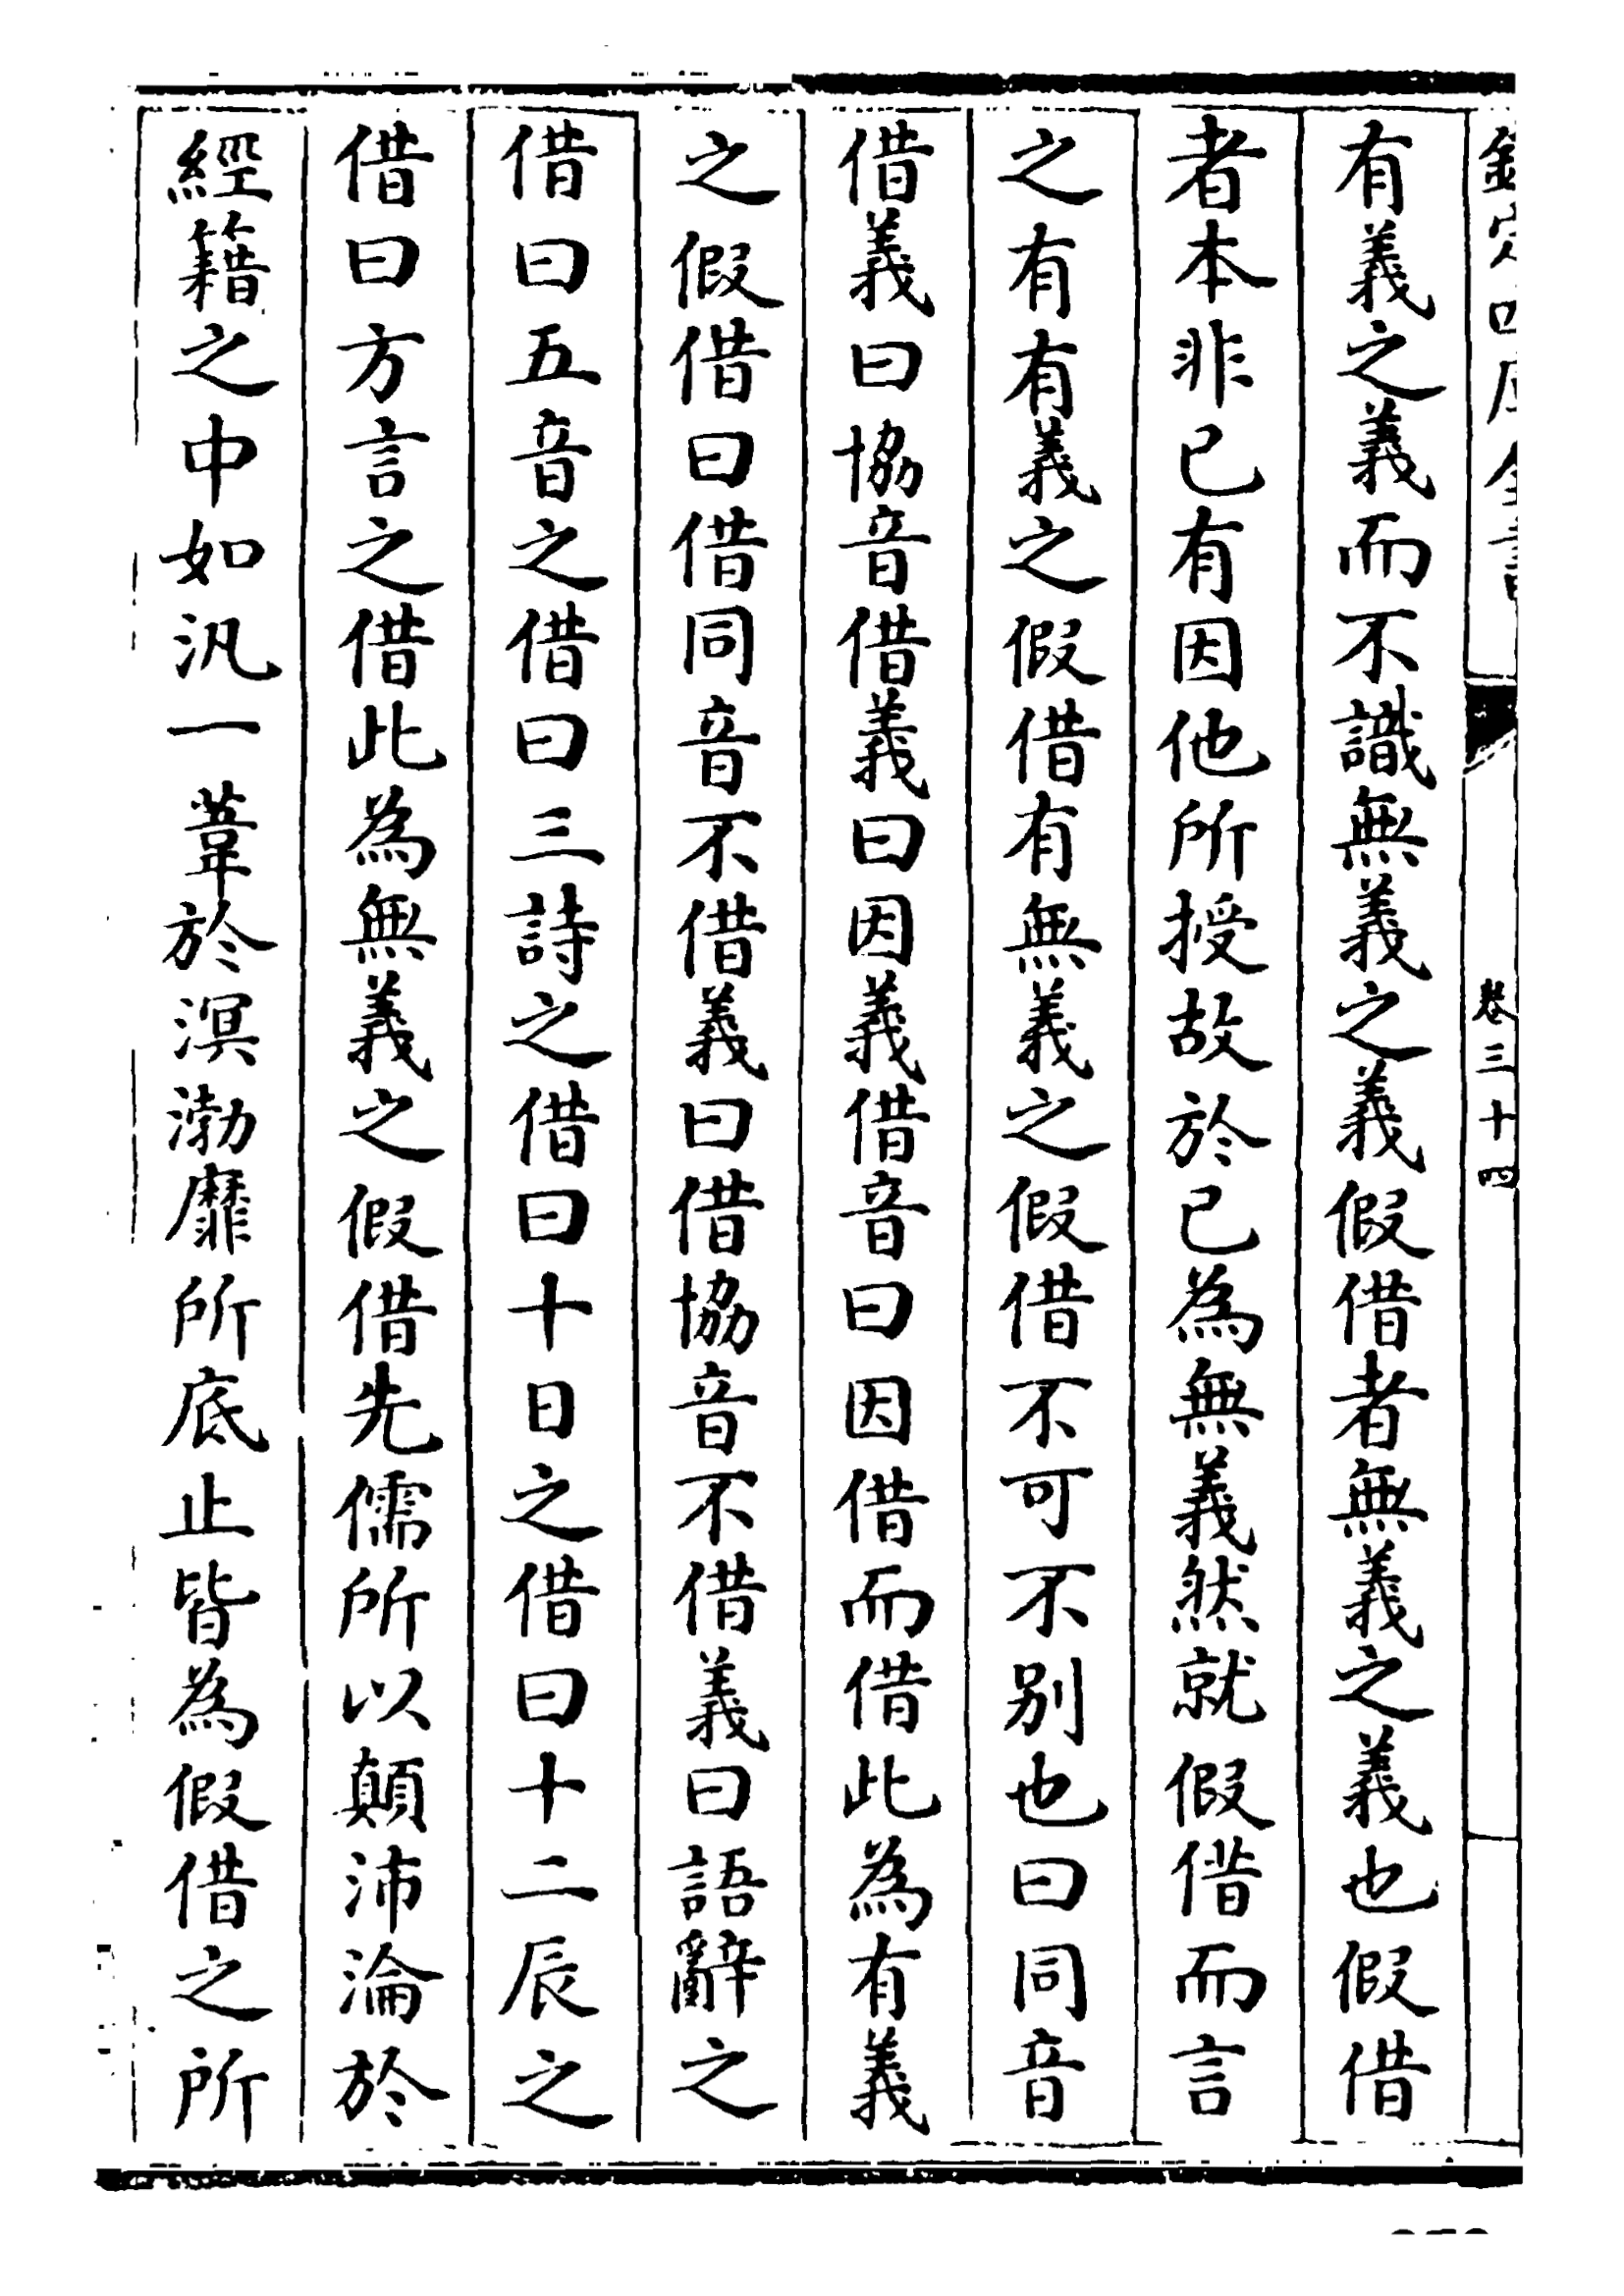 欽定四庫全書 卷三十四
有義之義而不識無義之義假借者無義之義也假借
者本非已有因他所授故於已為無義然就假借而言
之有有義之假借有無義之假借不可不别也曰同音
借義曰協音借義曰因義借音曰因借而借此為有義
之假借曰借同音不借義曰借協音不借義曰語辭之
借曰五音之借曰三詩之借曰十日之借曰十二辰之
借曰方言之借此為無義之假借先儒所以顛沛淪於
經籍之中如汎一葦於溟渤靡所底止皆為假借之所